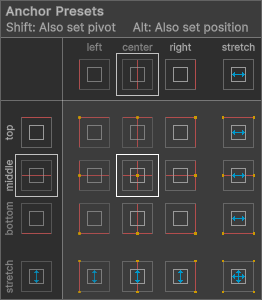 Anchor Presets
Shift: Also set pivot Alt: Also set position
left center right stretch
top
middle
bottom
stretch